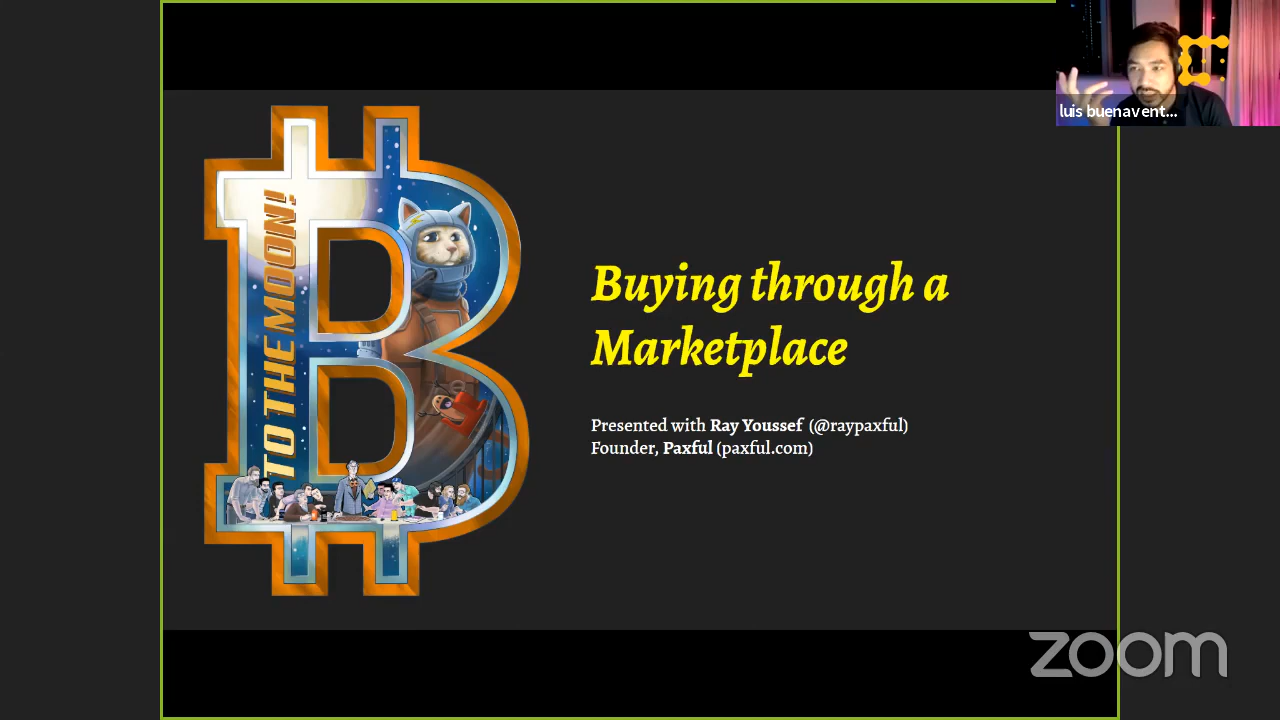 luis buenavent...
TO THE MOON!
Buying through a
Marketplace
Presented with Ray Youssef (@raypaxful)
Founder, Paxful (paxful.com)
zoom